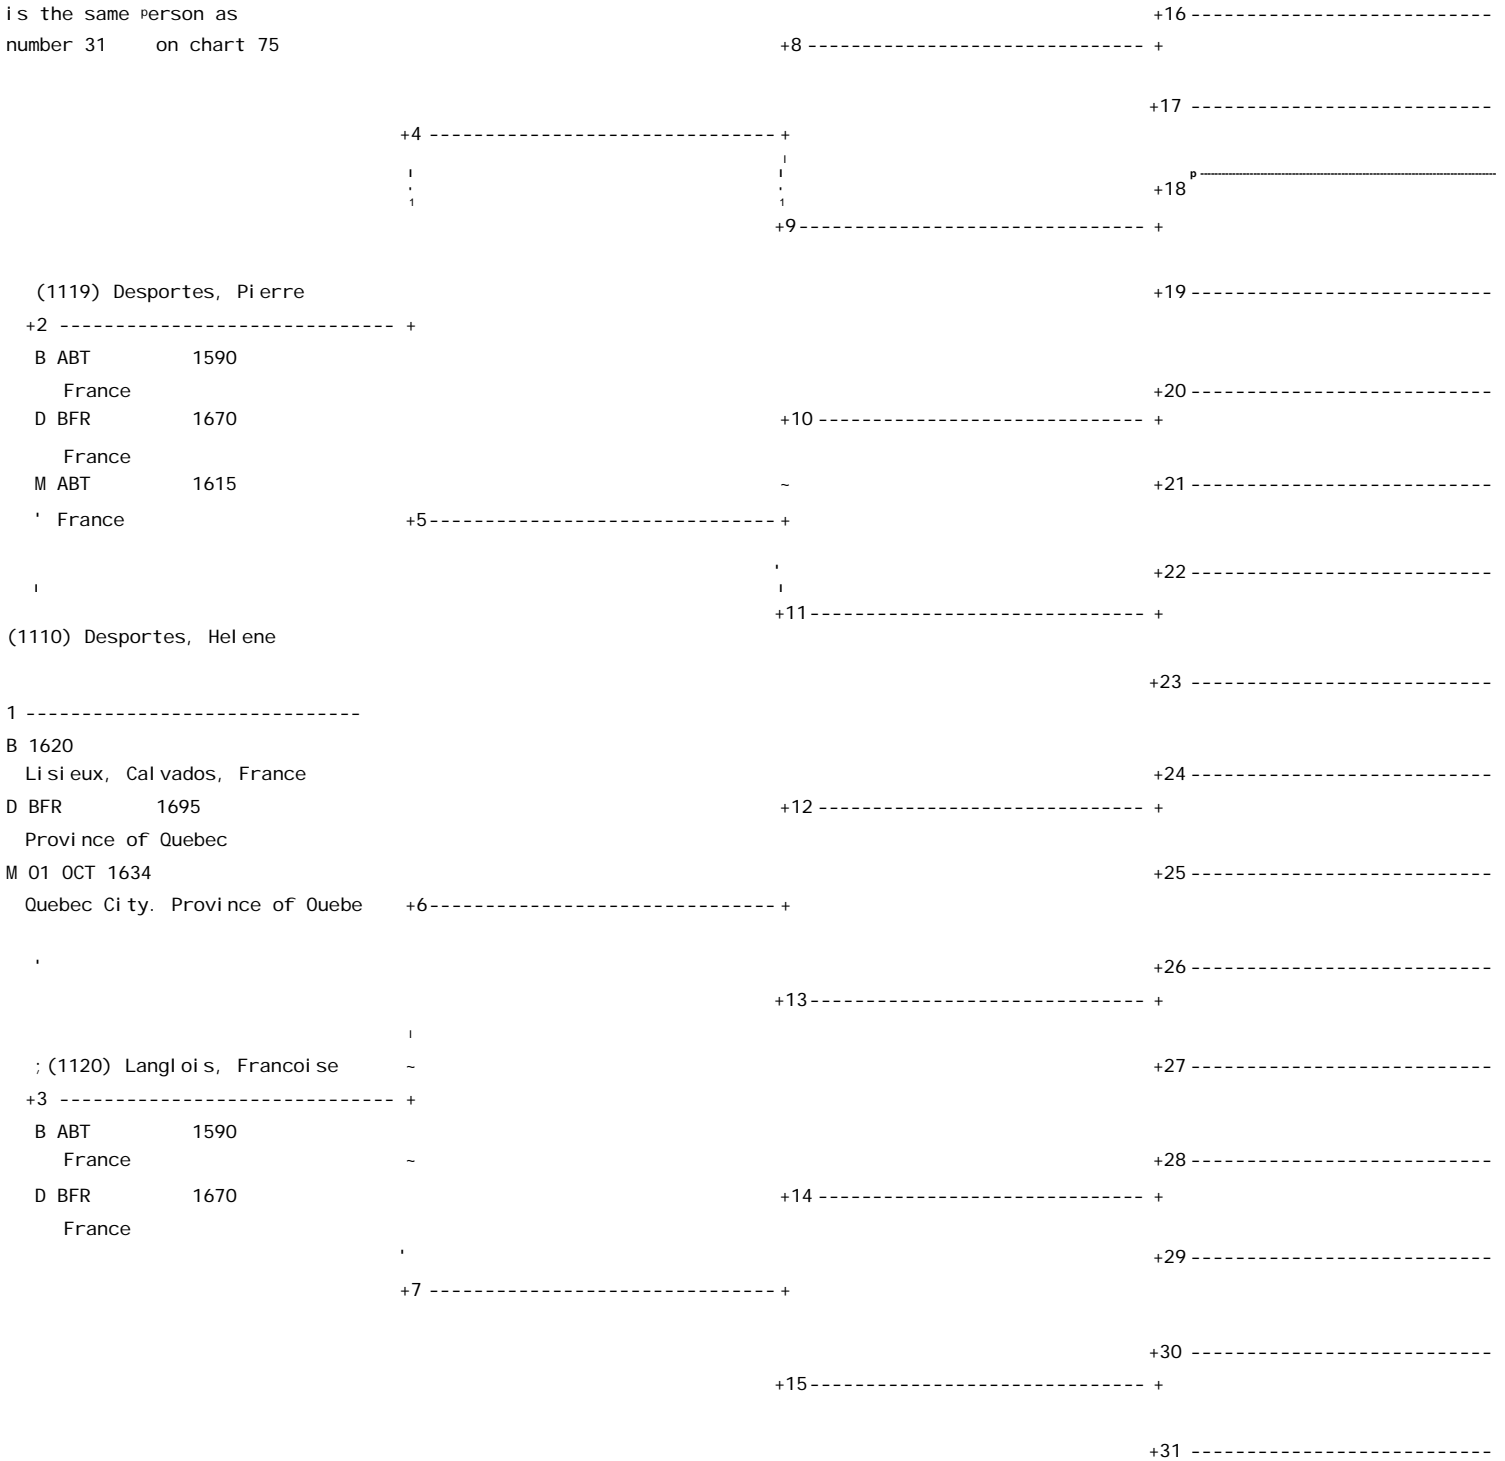 is the same person as
+16 ---------------------------
number 31 on chart 75
+8 ------------------------------- +
+17 ---------------------------
+4 ------------------------------- +
p ---------------------------
+18
+9 ------------------------------- +
(1119) Desportes, Pierre
+19 ---------------------------
+2 ------------------------------ +
B ABT 1590
France
+20 ---------------------------
D BFR 1670
+10 ----------------------------- +
France
M ABT 1615
~
+21 ---------------------------
' France
+5------------------------------- +
+22 ---------------------------
+11------------------------------ +
(1110) Desportes, Helene
+23 ---------------------------
1 ------------------------------
B 1620
Lisieux, Calvados, France
+24 ---------------------------
D BFR 1695
+12 ----------------------------- +
Province of Quebec
M 01 OCT 1634
+25 ---------------------------
Quebec City. Province of Ouebe
+6------------------------------- +
'
+26 ---------------------------
+13------------------------------ +
;(1120) Langlois, Francoise
~
+27 ---------------------------
+3 ------------------------------ +
B ABT 1590
France
~
+28 ---------------------------
D BFR 1670
+14 ----------------------------- +
France
'
+29 ---------------------------
+7 ------------------------------- +
+30 ---------------------------
+15------------------------------ +
+31 ---------------------------